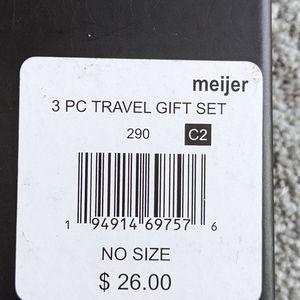 meijer
3 PC TRAVEL GIFT SET
290 C2
1 94914 69757 6
NO SIZE
$ 26.00